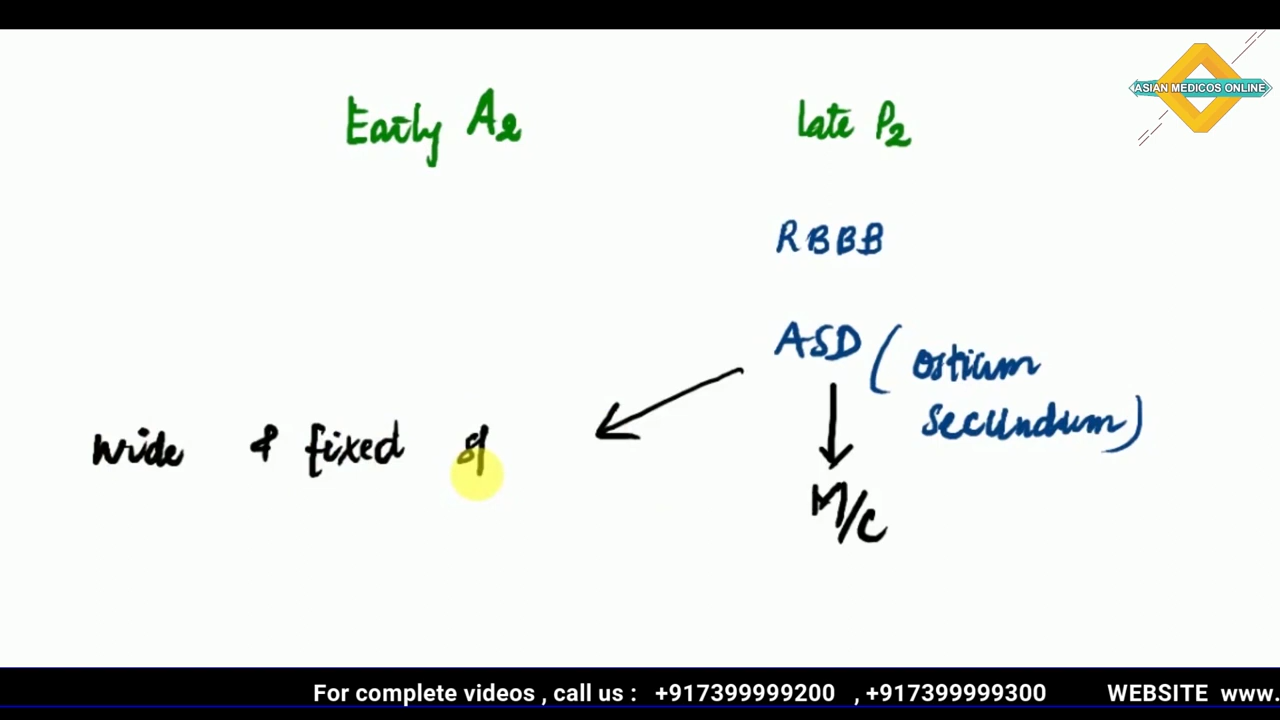 ASIAN MEDICOS ONLINE
Early A2 Late P2
RBBB
ASD (Ostium
Secundum)
Wide & fixed
M/C
For complete videos , call us : +917399999200 , +917399999300 WEBSITE www.